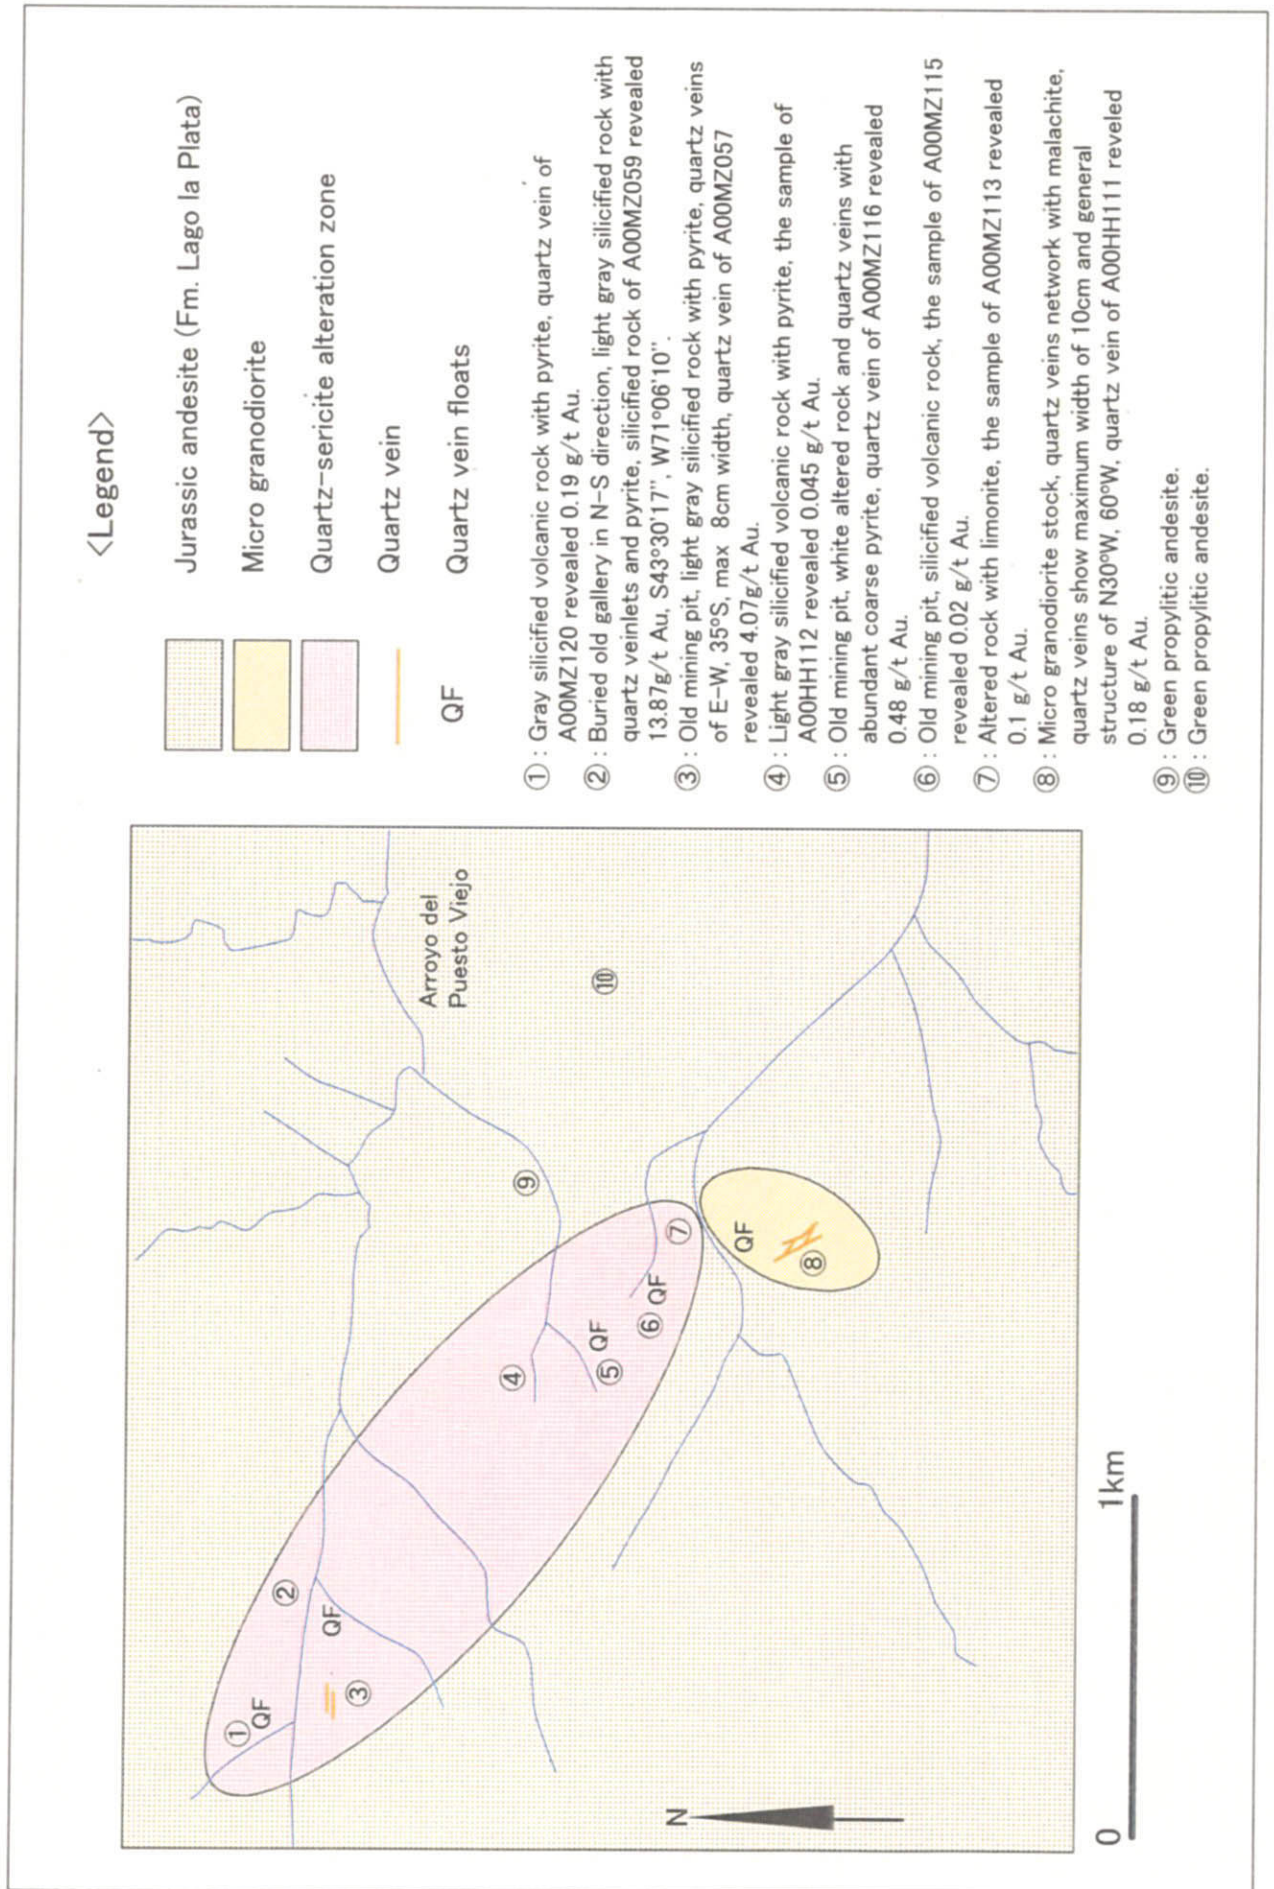 <Legend>
Jurassic andesite (Fm. Lago la Plata)
Micro granodiorite
Quartz-sericite alteration zone
Quartz vein
QF Quartz vein floats
①: Gray silicified volcanic rock with pyrite, quartz vein of
A00MZ120 revealed 0.19 g/t Au.
②: Buried old gallery in N-S direction, light gray silicified rock with
quartz veinlets and pyrite, silicified rock of A00MZ059 revealed
13.87g/t Au, S43°30'17", W71°06'10".
③: Old mining pit, light gray silicified rock with pyrite, quartz veins
of E-W, 35°S, max 8cm width, quartz vein of A00MZ057
revealed 4.07g/t Au.
④: Light gray silicified volcanic rock with pyrite, the sample of
A00HH112 revealed 0.045 g/t Au.
⑤: Old mining pit, white altered rock and quartz veins with
abundant coarse pyrite, quartz vein of A00MZ116 revealed
0.48 g/t Au.
⑥: Old mining pit, silicified volcanic rock, the sample of A00MZ115
revealed 0.02 g/t Au.
⑦: Altered rock with limonite, the sample of A00MZ113 revealed
0.1 g/t Au.
⑧: Micro granodiorite stock, quartz veins network with malachite,
quartz veins show maximum width of 10cm and general
structure of N30°W, 60°W, quartz vein of A00HH111 reveled
0.18 g/t Au.
⑨: Green propylitic andesite.
⑩: Green propylitic andesite.
①
QF
②
QF
③
Arroyo del
Puesto Viejo
④
⑨
⑤
QF
⑩
⑥
QF
⑦
QF
⑧
N
0
1km